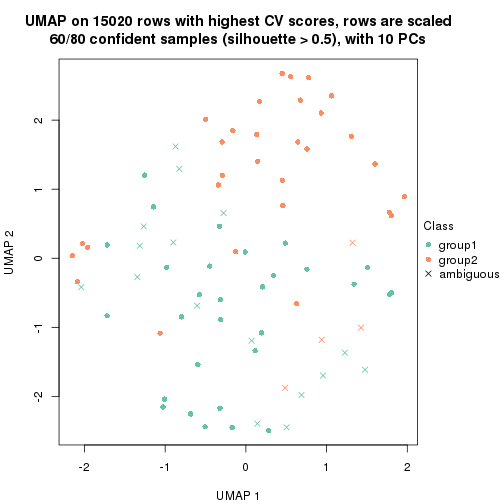 UMAP on 15020 rows with highest CV scores, rows are scaled
60/80 confident samples (silhouette > 0.5), with 10 PCs
UMAP 2
2
1
0
-1
-2
-2
-1
0
1
2
UMAP 1
Class
group1
group2
ambiguous